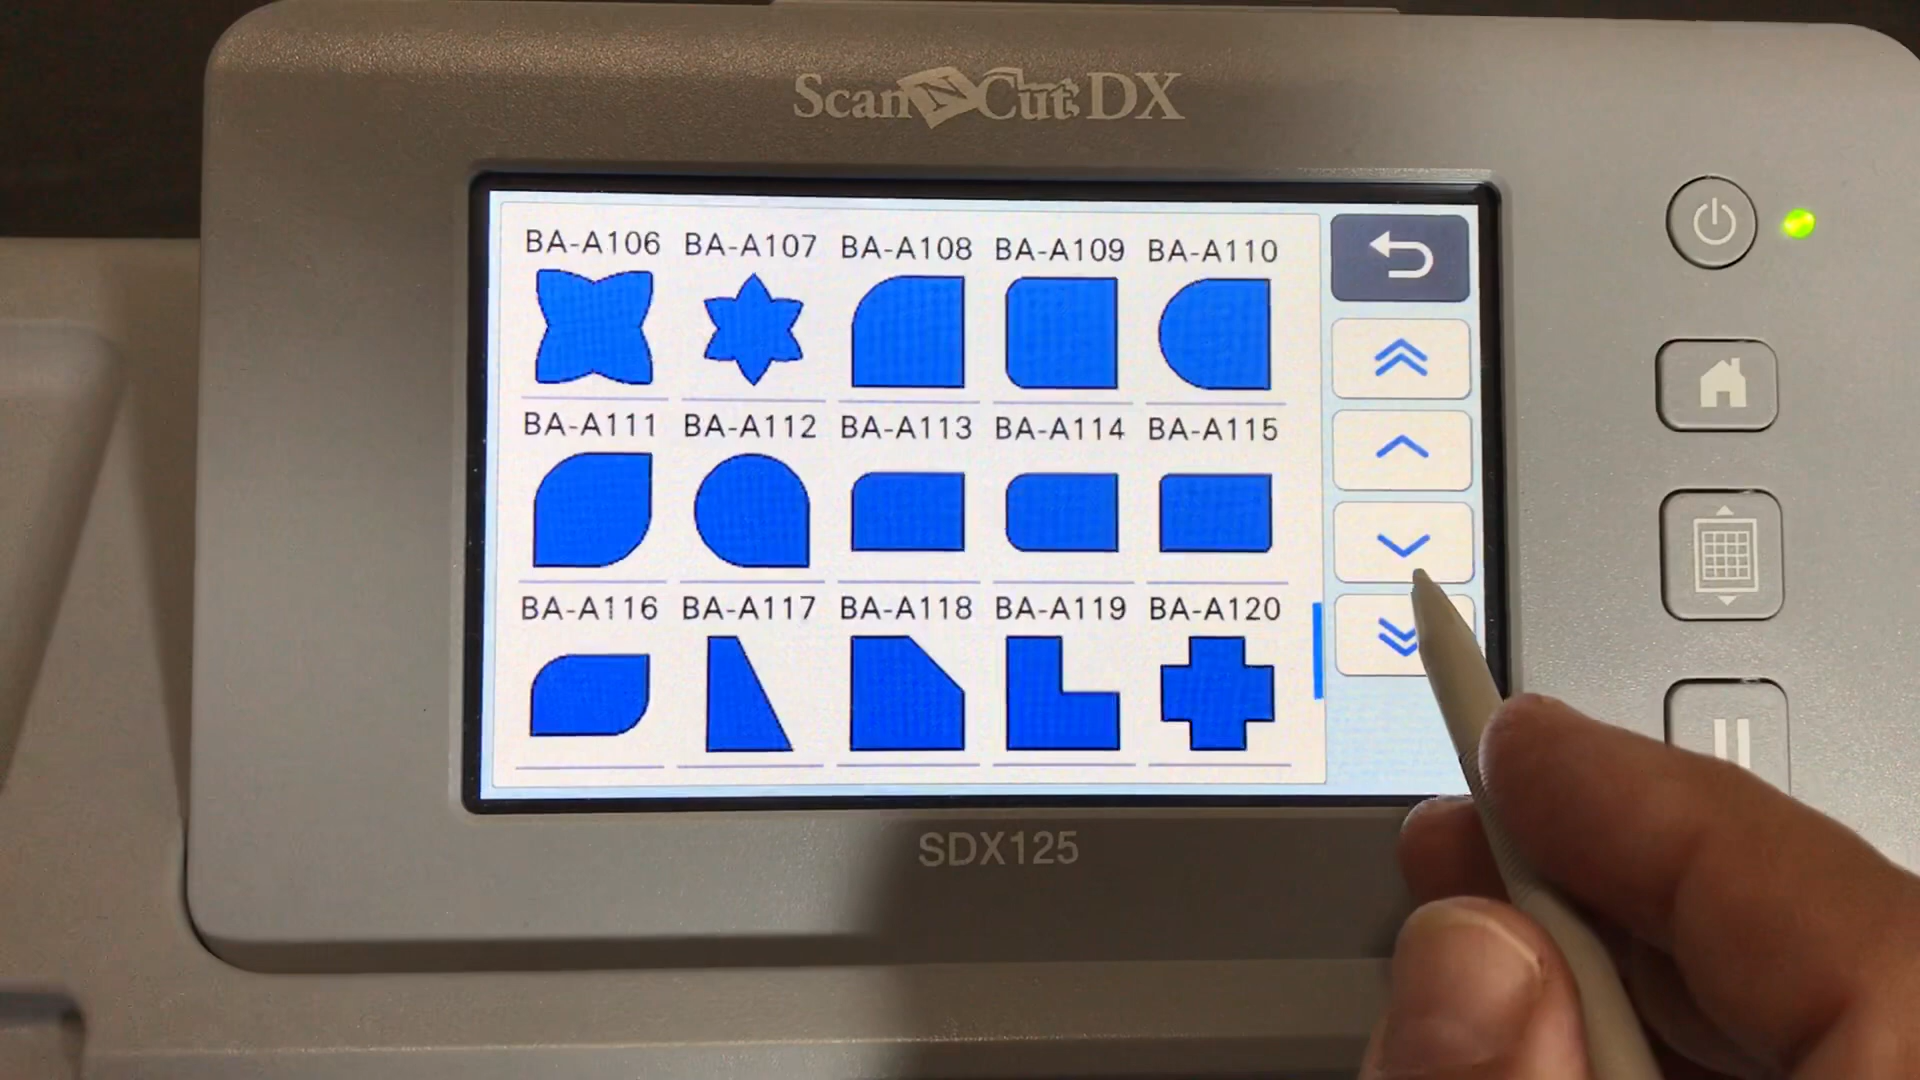 ScanNCut DX
BA-A106 BA-A107 BA-A108 BA-A109 BA-A110
BA-A111 BA-A112 BA-A113 BA-A114 BA-A115
BA-A116 BA-A117 BA-A118 BA-A119 BA-A120
SDX125